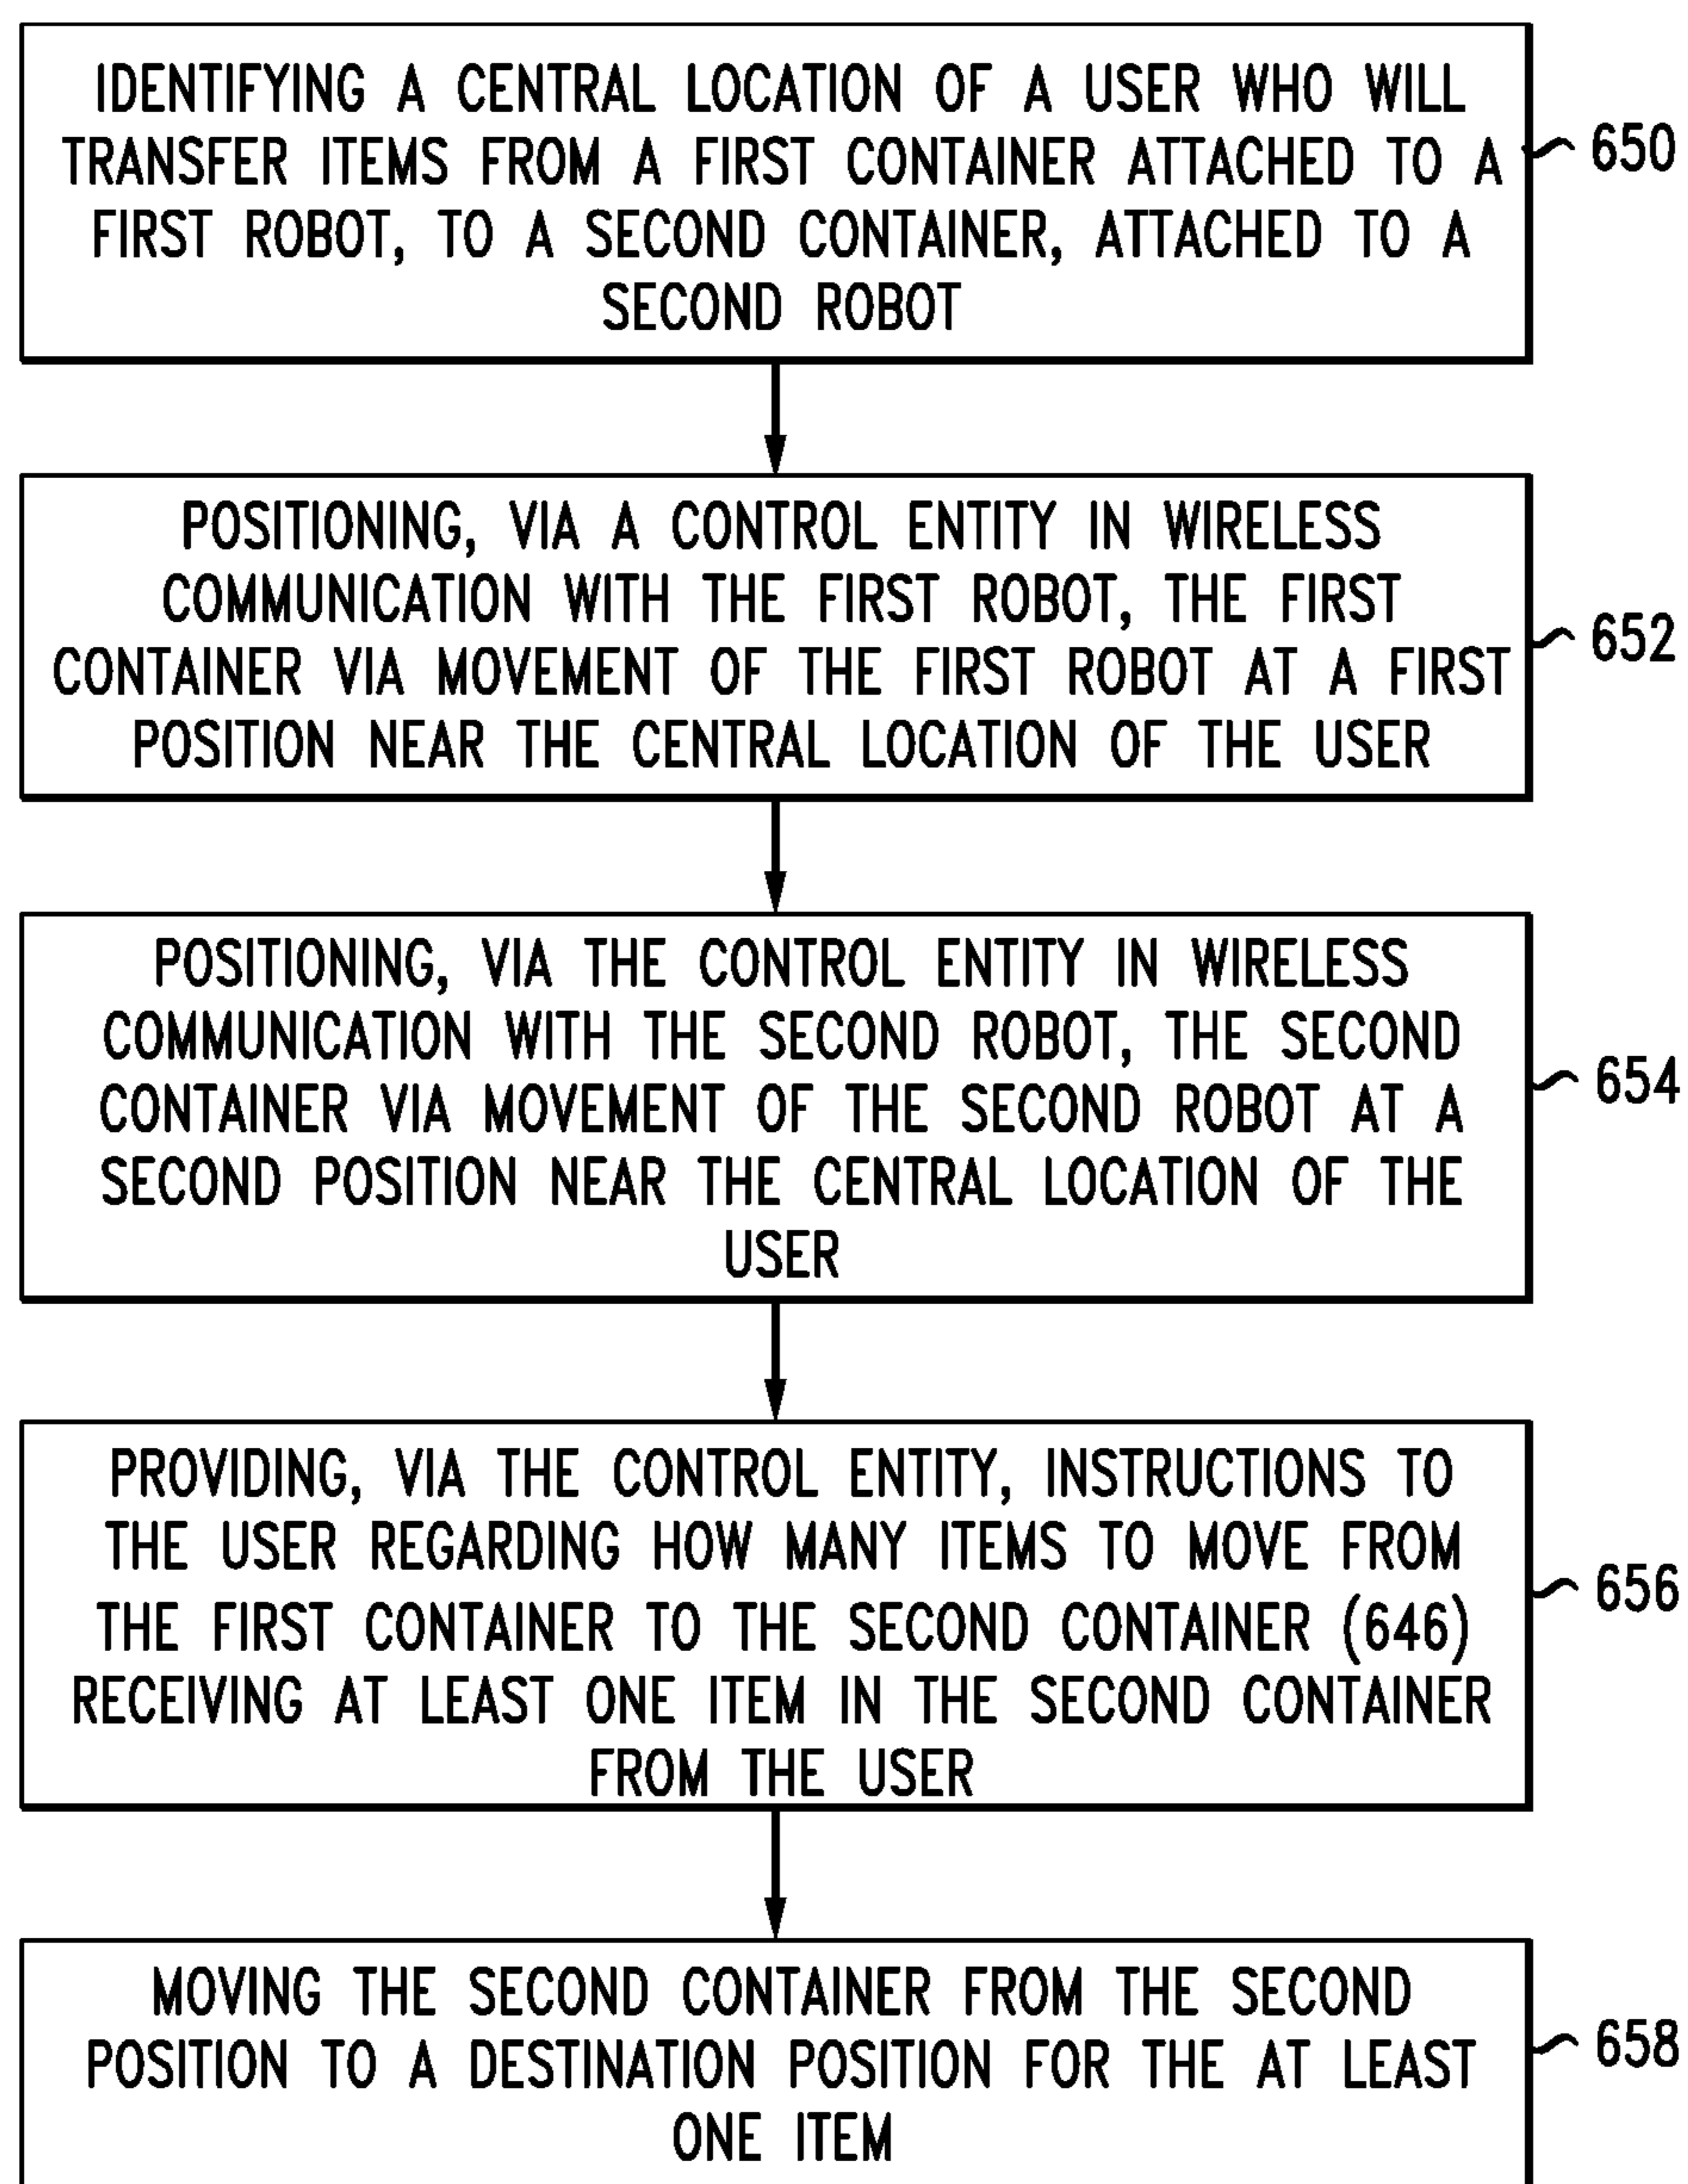 IDENTIFYING A CENTRAL LOCATION OF A USER WHO WILL
TRANSFER ITEMS FROM A FIRST CONTAINER ATTACHED TO A
FIRST ROBOT, TO A SECOND CONTAINER, ATTACHED TO A
SECOND ROBOT
650
POSITIONING, VIA A CONTROL ENTITY IN WIRELESS
COMMUNICATION WITH THE FIRST ROBOT, THE FIRST
CONTAINER VIA MOVEMENT OF THE FIRST ROBOT AT A FIRST
POSITION NEAR THE CENTRAL LOCATION OF THE USER
652
POSITIONING, VIA THE CONTROL ENTITY IN WIRELESS
COMMUNICATION WITH THE SECOND ROBOT, THE SECOND
CONTAINER VIA MOVEMENT OF THE SECOND ROBOT AT A
SECOND POSITION NEAR THE CENTRAL LOCATION OF THE
USER
654
PROVIDING, VIA THE CONTROL ENTITY, INSTRUCTIONS TO
THE USER REGARDING HOW MANY ITEMS TO MOVE FROM
THE FIRST CONTAINER TO THE SECOND CONTAINER (646)
RECEIVING AT LEAST ONE ITEM IN THE SECOND CONTAINER
FROM THE USER
656
MOVING THE SECOND CONTAINER FROM THE SECOND
POSITION TO A DESTINATION POSITION FOR THE AT LEAST
ONE ITEM
658